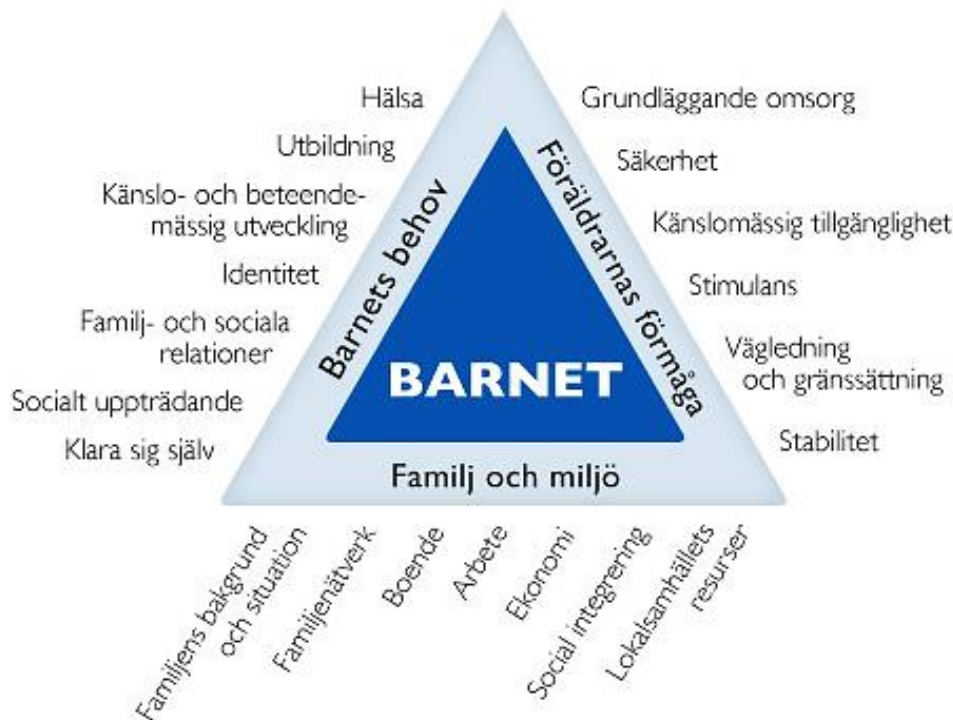 Hälsa
Utbildning
Känslo- och beteende-
mässig utveckling
Identitet
Familj- och sociala
relationer
Socialt uppträdande
Klara sig själv
Barnets behov
BARNET
Föräldrarnas förmåga
Grundläggande omsorg
Säkerhet
Känslomässig tillgänglighet
Stimulans
Vägledning
och gränssättning
Stabilitet
Familj och miljö
Familjens bakgrund
och situation
Familjenätverk
Boende
Arbete
Ekonomi
Social integrering
Lokalsamhällets
resurser